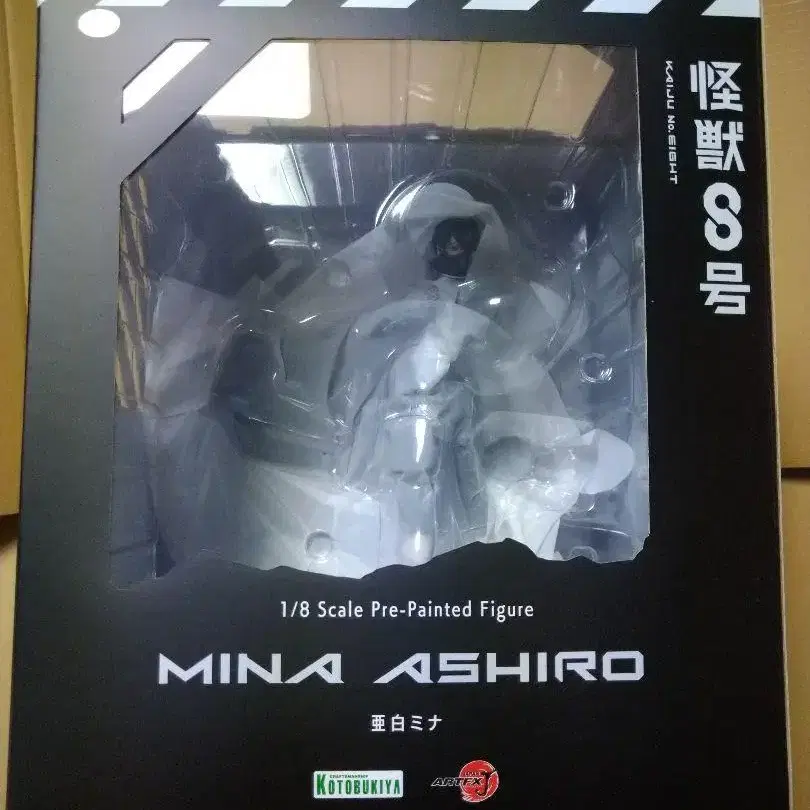 怪獣8号
KAIJU No.EIGHT
1/8 Scale Pre-Painted Figure
MINA ASHIRO
亜白ミナ
CRAFTSMANSHIP
KOTOBUKIYA
ARTFX J